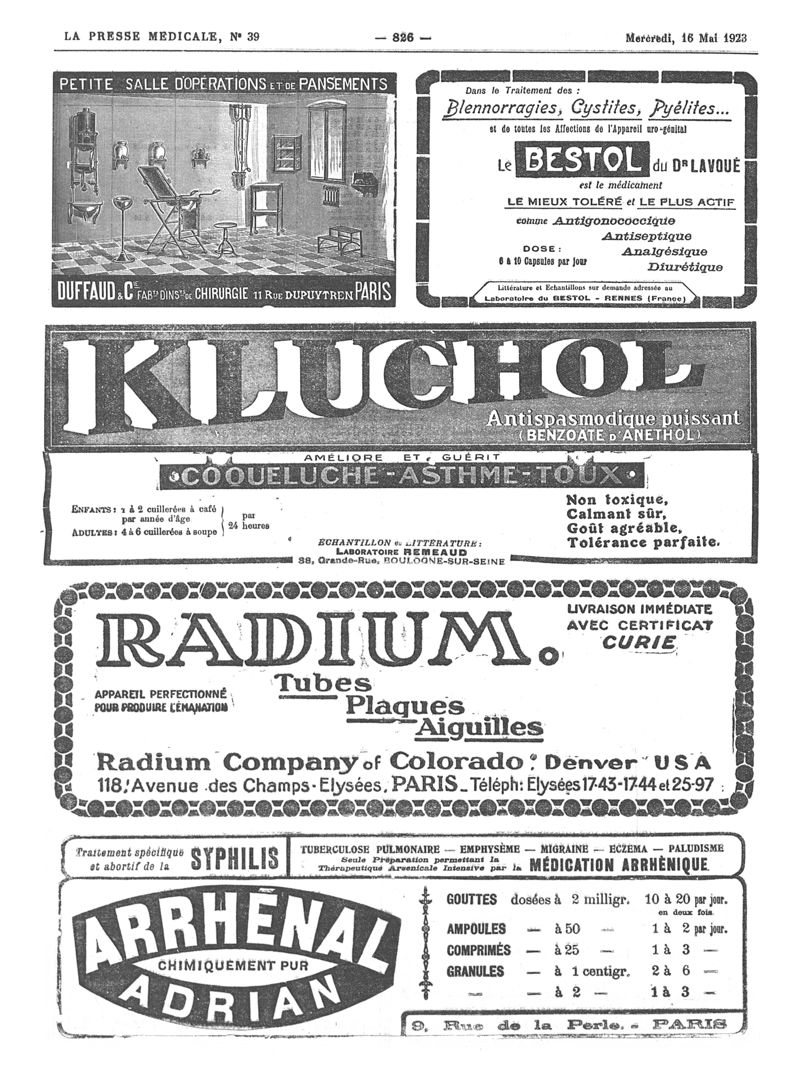 LA PRESSE MÉDICALE, N° 39 — 826 — Mercredi, 16 Mai 1923
PETITE SALLE D'OPÉRATIONS ET DE PANSEMENTS
DUFFAUD & Cie FABts D'INSts DE CHIRURGIE 11 RUE DUPUYTREN PARIS
Dans le Traitement des :
Blennorragies, Cystites, Pyélites...
et de toutes les Affections de l'Appareil uro-génital
Le BESTOL du DR LAVOUÉ
est le médicament
LE MIEUX TOLÉRÉ et LE PLUS ACTIF
comme Antigonococcique
Antiseptique
Analgésique
Diurétique
DOSE :
6 à 10 Capsules par jour
Littérature et Echantillons sur demande adressée au
Laboratoire du BESTOL - RENNES (France)
KLUCHOL
Antispasmodique puissant
(BENZOATE D'ANETHOL)
AMÉLIORE ET GUÉRIT
COQUELUCHE - ASTHME - TOUX
ENFANTS : 1 à 2 cuillerées à café
par année d'âge
ADULTES : 4 à 6 cuillerées à soupe
par
24 heures
Non toxique,
Calmant sûr,
Goût agréable,
Tolérance parfaite.
ECHANTILLON et LITTÉRATURE :
LABORATOIRE REMEAUD
38, Grande-Rue, BOULOGNE-SUR-SEINE
RADIUM.
LIVRAISON IMMÉDIATE
AVEC CERTIFICAT
CURIE
APPAREIL PERFECTIONNÉ
POUR PRODUIRE L'ÉMANATION
Tubes
Plaques
Aiguilles
Radium Company of Colorado : Denver USA
118, Avenue des Champs-Elysées, PARIS - Téléph: Elysées 17-43-17-44 et 25-97
Traitement spécifique
et abortif de la
SYPHILIS
TUBERCULOSE PULMONAIRE — EMPHYSÈME — MIGRAINE — ECZEMA — PALUDISME
Seule Préparation permettant la
Thérapeutique Arsenicale Intensive par la MÉDICATION ARRHÈNIQUE
ARRHÉNAL
CHIMIQUEMENT PUR
ADRIAN
GOUTTES dosées à 2 milligr. 10 à 20 par jour.
en deux fois.
AMPOULES — à 50 — 1 à 2 par jour.
COMPRIMÉS — à 25 — 1 à 3 —
GRANULES — à 1 centigr. 2 à 6 —
— — à 2 — 1 à 3 —
9, Rue de la Perle. - PARIS